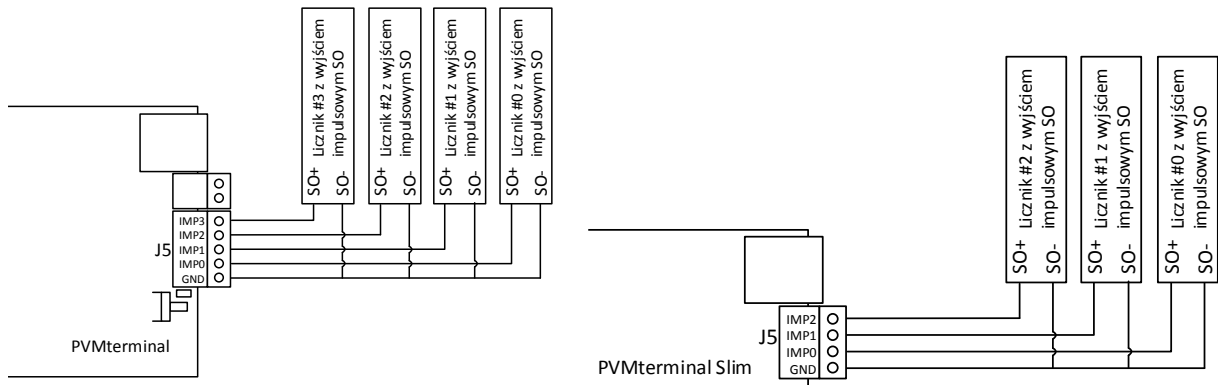 Licznik #3 z wyjściem
impulsowym SO
SO+
SO-
Licznik #2 z wyjściem
impulsowym SO
SO+
SO-
Licznik #1 z wyjściem
impulsowym SO
SO+
SO-
Licznik #0 z wyjściem
impulsowym SO
SO+
SO-
J5
IMP3
IMP2
IMP1
IMP0
GND
PVMterminal
Licznik #2 z wyjściem
impulsowym SO
SO+
SO-
Licznik #1 z wyjściem
impulsowym SO
SO+
SO-
Licznik #0 z wyjściem
impulsowym SO
SO+
SO-
J5
IMP2
IMP1
IMP0
GND
PVMterminal Slim